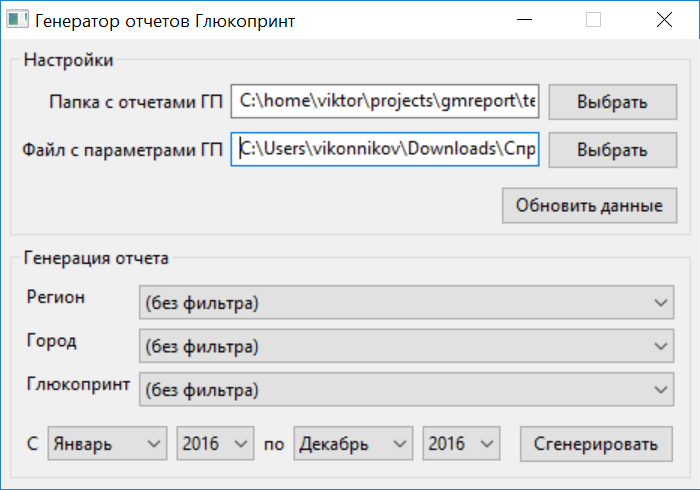 Генератор отчетов Глюкопринт
Настройки
Папка с отчетами ГП C:\home\viktor\projects\gmreport\te Выбрать
Файл с параметрами ГП C:\Users\vikonnikov\Downloads\Спр Выбрать
Обновить данные
Генерация отчета
Регион (без фильтра)
Город (без фильтра)
Глюкопринт (без фильтра)
С Январь 2016 по Декабрь 2016 Сгенерировать